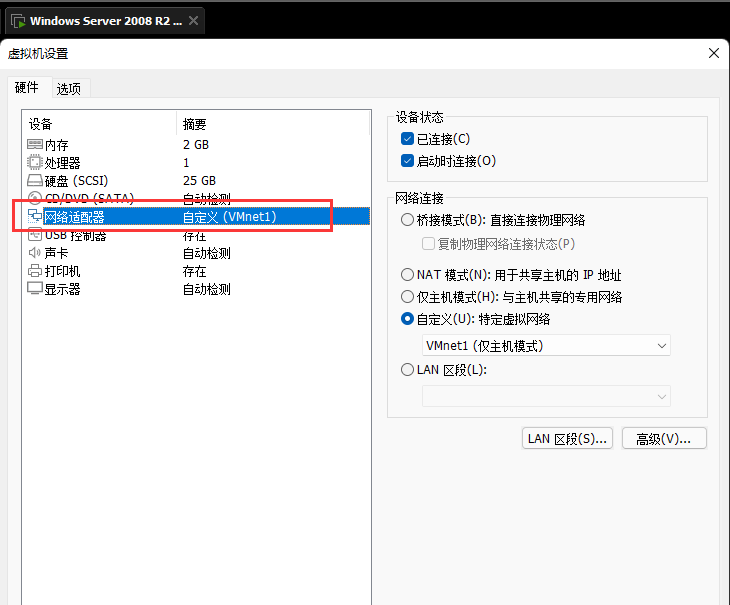 Windows Server 2008 R2 ...
虚拟机设置
硬件 选项
设备 摘要
内存 2 GB
处理器 1
硬盘 (SCSI) 25 GB
CD/DVD (SATA) 自动检测
网络适配器 自定义 (VMnet1)
USB 控制器 存在
声卡 自动检测
打印机 存在
显示器 自动检测
设备状态
已连接(C)
启动时连接(O)
网络连接
桥接模式(B): 直接连接物理网络
复制物理网络连接状态(P)
NAT 模式(N): 用于共享主机的 IP 地址
仅主机模式(H): 与主机共享的专用网络
自定义(U): 特定虚拟网络
VMnet1 (仅主机模式)
LAN 区段(L):
LAN 区段(S)... 高级(V)...